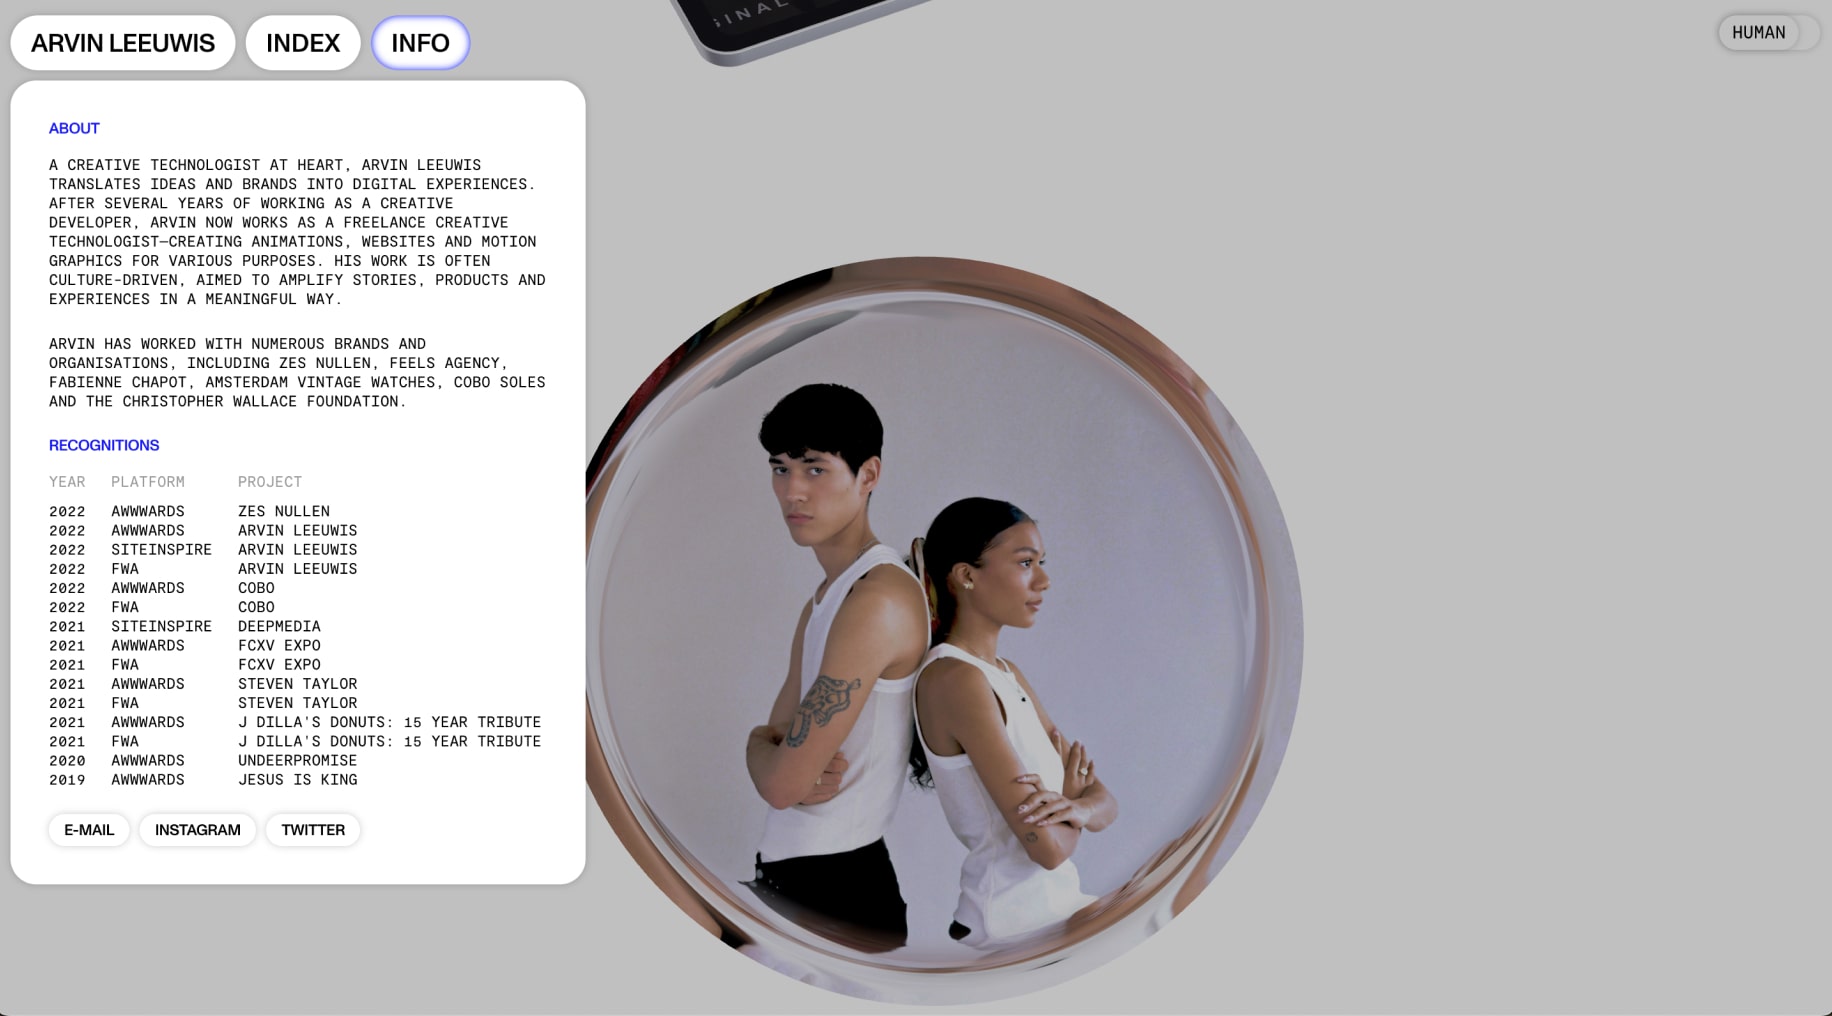 ARVIN LEEUWIS
INDEX
INFO
INAL
HUMAN
ABOUT
A CREATIVE TECHNOLOGIST AT HEART, ARVIN LEEUWIS
TRANSLATES IDEAS AND BRANDS INTO DIGITAL EXPERIENCES.
AFTER SEVERAL YEARS OF WORKING AS A CREATIVE
DEVELOPER, ARVIN NOW WORKS AS A FREELANCE CREATIVE
TECHNOLOGIST—CREATING ANIMATIONS, WEBSITES AND MOTION
GRAPHICS FOR VARIOUS PURPOSES. HIS WORK IS OFTEN
CULTURE-DRIVEN, AIMED TO AMPLIFY STORIES, PRODUCTS AND
EXPERIENCES IN A MEANINGFUL WAY.
ARVIN HAS WORKED WITH NUMEROUS BRANDS AND
ORGANISATIONS, INCLUDING ZES NULLEN, FEELS AGENCY,
FABIENNE CHAPOT, AMSTERDAM VINTAGE WATCHES, COBO SOLES
AND THE CHRISTOPHER WALLACE FOUNDATION.
RECOGNITIONS
YEAR PLATFORM PROJECT
2022 AWWWARDS ZES NULLEN
2022 AWWWARDS ARVIN LEEUWIS
2022 SITEINSPIRE ARVIN LEEUWIS
2022 FWA ARVIN LEEUWIS
2022 AWWWARDS COBO
2022 FWA COBO
2021 SITEINSPIRE DEEPMEDIA
2021 AWWWARDS FCXV EXPO
2021 FWA FCXV EXPO
2021 AWWWARDS STEVEN TAYLOR
2021 FWA STEVEN TAYLOR
2021 AWWWARDS J DILLA'S DONUTS: 15 YEAR TRIBUTE
2021 FWA J DILLA'S DONUTS: 15 YEAR TRIBUTE
2020 AWWWARDS UNDEERPROMISE
2019 AWWWARDS JESUS IS KING
E-MAIL
INSTAGRAM
TWITTER